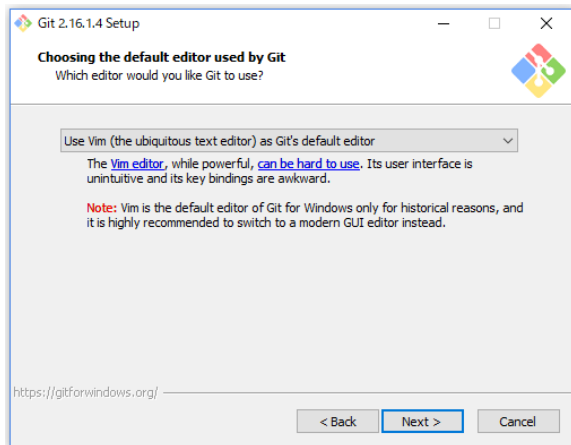 Git 2.16.1.4 Setup
Choosing the default editor used by Git
Which editor would you like Git to use?
Use Vim (the ubiquitous text editor) as Git's default editor
The Vim editor, while powerful, can be hard to use. Its user interface is
unintuitive and its key bindings are awkward.
Note: Vim is the default editor of Git for Windows only for historical reasons, and
it is highly recommended to switch to a modern GUI editor instead.
https://gitforwindows.org/
< Back
Next >
Cancel